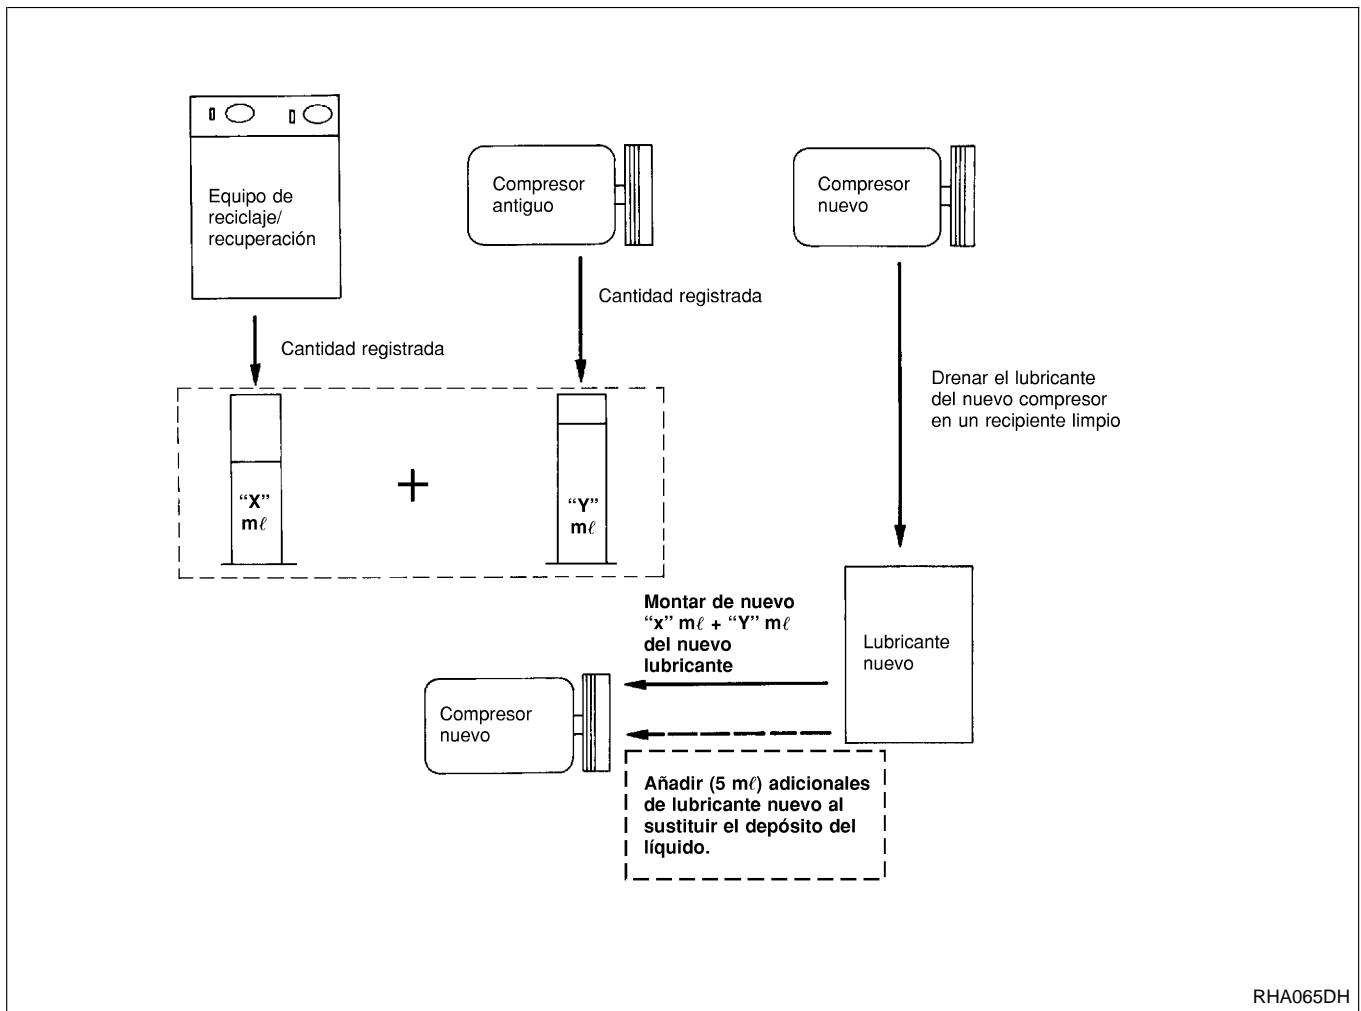 Equipo de
reciclaje/
recuperación
Compresor
antiguo
Compresor
nuevo
Cantidad registrada
Cantidad registrada
Drenar el lubricante
del nuevo compresor
en un recipiente limpio
“X”
mℓ
+
“Y”
mℓ
Montar de nuevo
“x” mℓ + “Y” mℓ
del nuevo
lubricante
Lubricante
nuevo
Compresor
nuevo
Añadir (5 mℓ) adicionales
de lubricante nuevo al
sustituir el depósito del
líquido.
RHA065DH